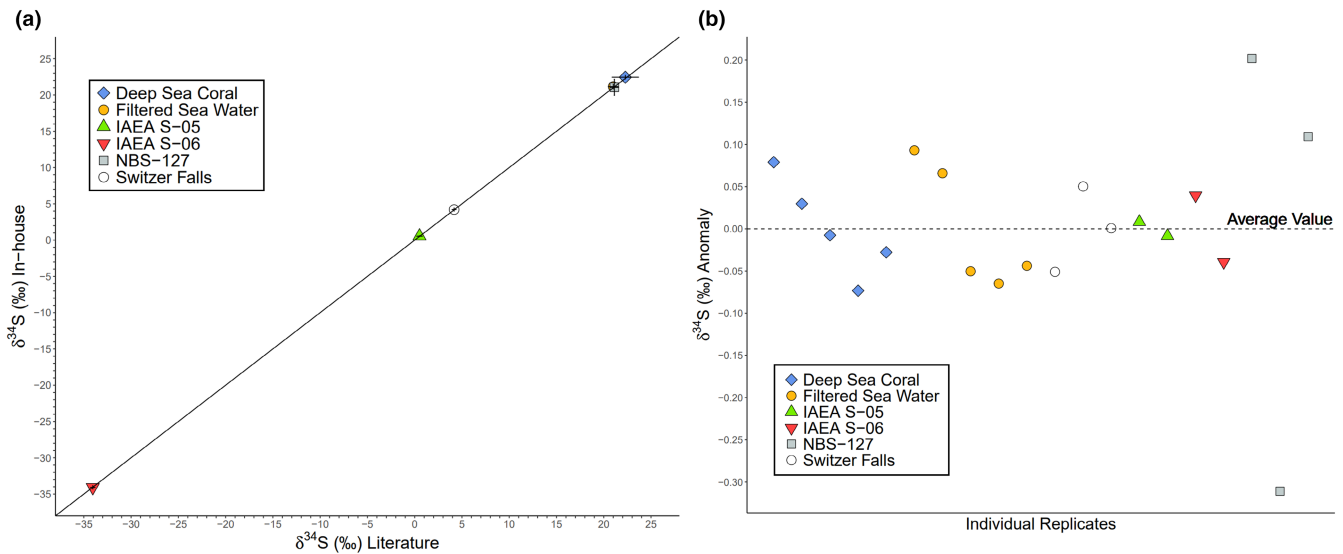 (a)
25
20
15
10
5
0
−5
−10
−15
−20
−25
−30
−35
δ34S (‰) In−house
Deep Sea Coral
Filtered Sea Water
IAEA S−05
IAEA S−06
NBS−127
Switzer Falls
−35 −30 −25 −20 −15 −10 −5 0 5 10 15 20 25
δ34S (‰) Literature
(b)
0.20
0.15
0.10
0.05
0.00
−0.05
−0.10
−0.15
−0.20
−0.25
−0.30
δ34S (‰) Anomaly
Average Value
Deep Sea Coral
Filtered Sea Water
IAEA S−05
IAEA S−06
NBS−127
Switzer Falls
Individual Replicates